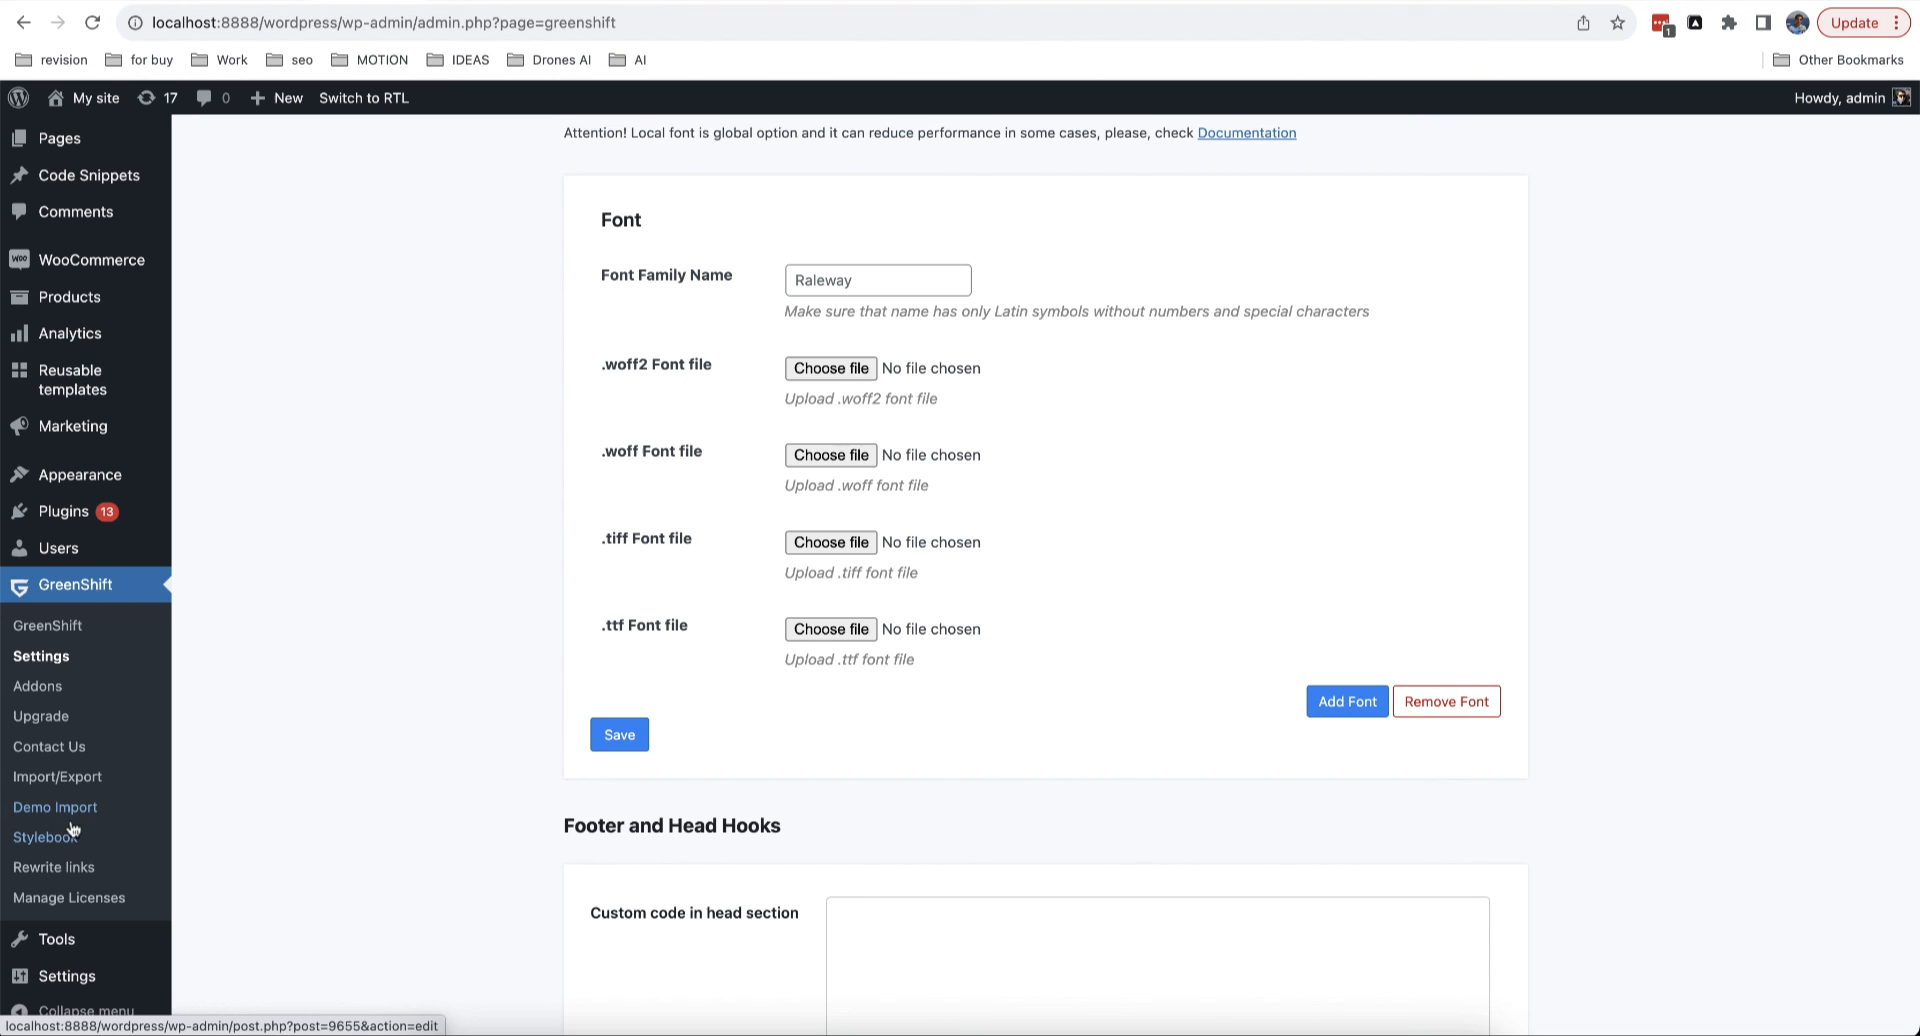 localhost:8888/wordpress/wp-admin/admin.php?page=greenshift
1
Update
revision
for buy
Work
seo
MOTION
IDEAS
Drones AI
AI
Other Bookmarks
My site
17
0
New
Switch to RTL
Howdy, admin
Pages
Code Snippets
Comments
Woo
WooCommerce
Products
Analytics
Reusable
templates
Marketing
Appearance
Plugins 13
Users
GreenShift
GreenShift
Settings
Addons
Upgrade
Contact Us
Import/Export
Demo Import
Stylebook
Rewrite links
Manage Licenses
Tools
Settings
Collapse menu
localhost:8888/wordpress/wp-admin/post.php?post=9655&action=edit
Attention! Local font is global option and it can reduce performance in some cases, please, check Documentation
Font
Font Family Name
Raleway
Make sure that name has only Latin symbols without numbers and special characters
.woff2 Font file
Choose file No file chosen
Upload .woff2 font file
.woff Font file
Choose file No file chosen
Upload .woff font file
.tiff Font file
Choose file No file chosen
Upload .tiff font file
.ttf Font file
Choose file No file chosen
Upload .ttf font file
Add Font
Remove Font
Save
Footer and Head Hooks
Custom code in head section